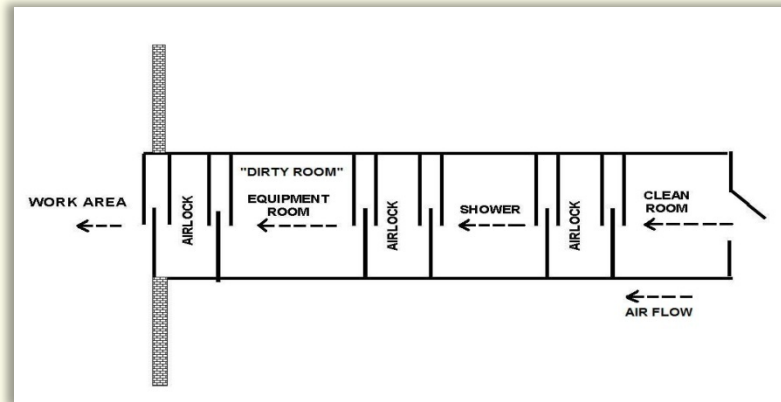 WORK AREA
AIRLOCK
"DIRTY ROOM"
EQUIPMENT
ROOM
AIRLOCK
SHOWER
AIRLOCK
CLEAN
ROOM
AIR FLOW